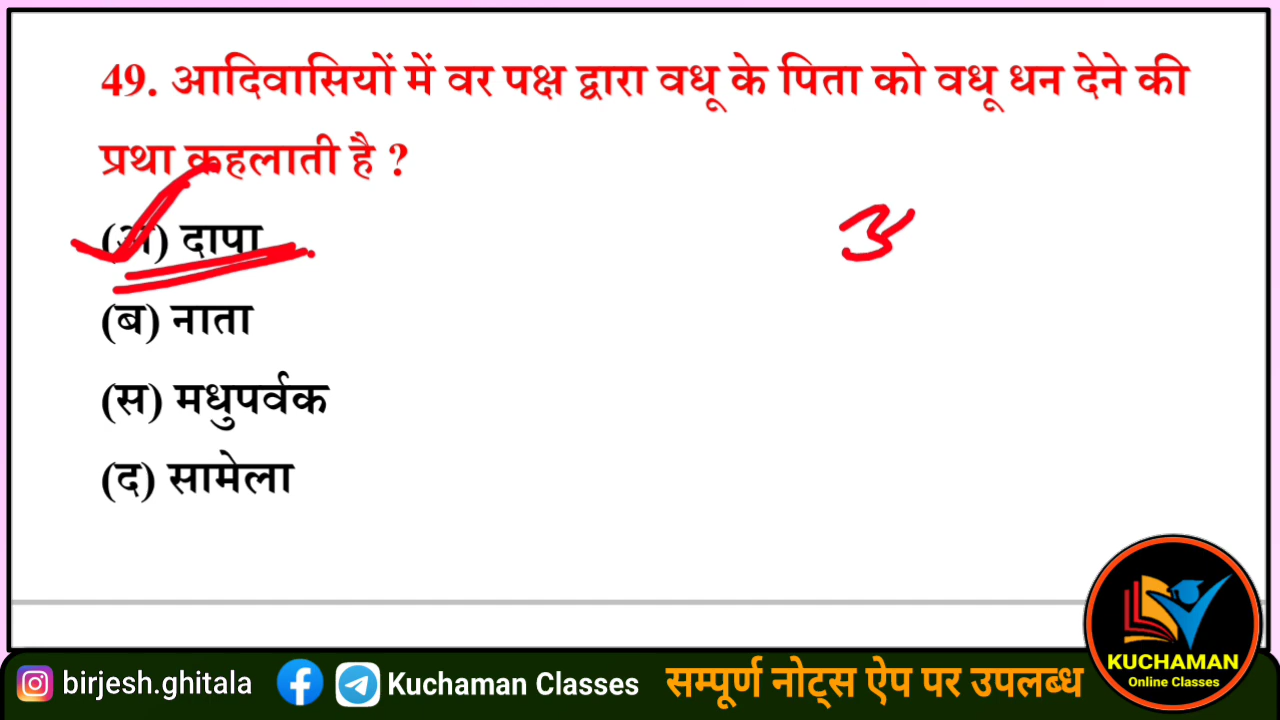 49. आदिवासियों में वर पक्ष द्वारा वधू के पिता को वधू धन देने की
प्रथा कहलाती है ?
(अ) दापा
(ब) नाता
(स) मधुपर्वक
(द) सामेला
KUCHAMAN
Online Classes
birjesh.ghitala
Kuchaman Classes
सम्पूर्ण नोट्स ऐप पर उपलब्ध